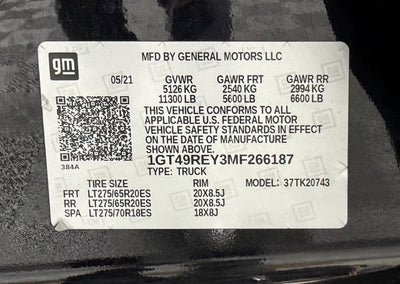 gm
MFD BY GENERAL MOTORS LLC
05/21 GVWR GAWR FRT GAWR RR
5126 KG 2540 KG 2994 KG
11300 LB 5600 LB 6600 LB
THIS VEHICLE CONFORMS TO ALL
APPLICABLE U.S. FEDERAL MOTOR
VEHICLE SAFETY STANDARDS IN EFFECT
ON THE DATE OF MANUFACTURE
SHOWN ABOVE.
384A
1GT49REY3MF266187
TYPE: TRUCK
TIRE SIZE RIM MODEL: 37TK20743
FRT LT275/65R20ES 20X8.5J
RR LT275/65R20ES 20X8.5J
SPA LT275/70R18ES 18X8J